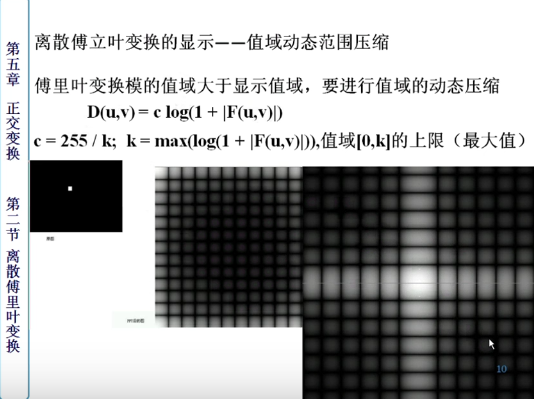 第五章 正交变换
第二节 离散傅里叶变换
离散傅立叶变换的显示——值域动态范围压缩
傅里叶变换模的值域大于显示值域，要进行值域的动态压缩
D(u,v) = c log(1 + |F(u,v)|)
c = 255 / k; k = max(log(1 + |F(u,v)|)),值域[0,k]的上限（最大值）
10